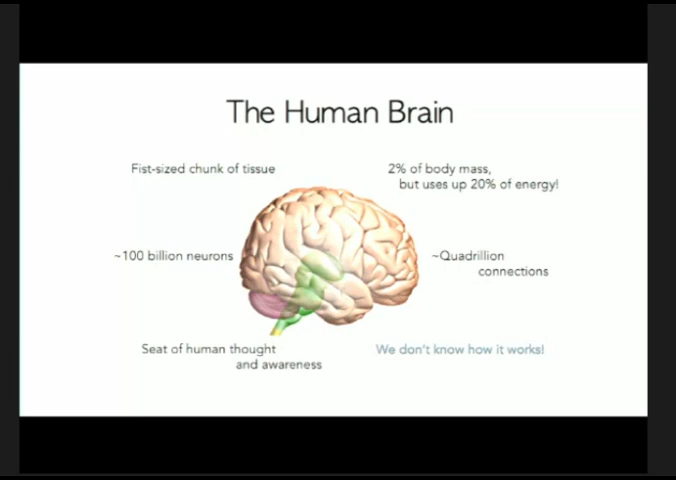 The Human Brain
Fist-sized chunk of tissue
2% of body mass,
but uses up 20% of energy!
~100 billion neurons
~Quadrillion
connections
Seat of human thought
and awareness
We don't know how it works!